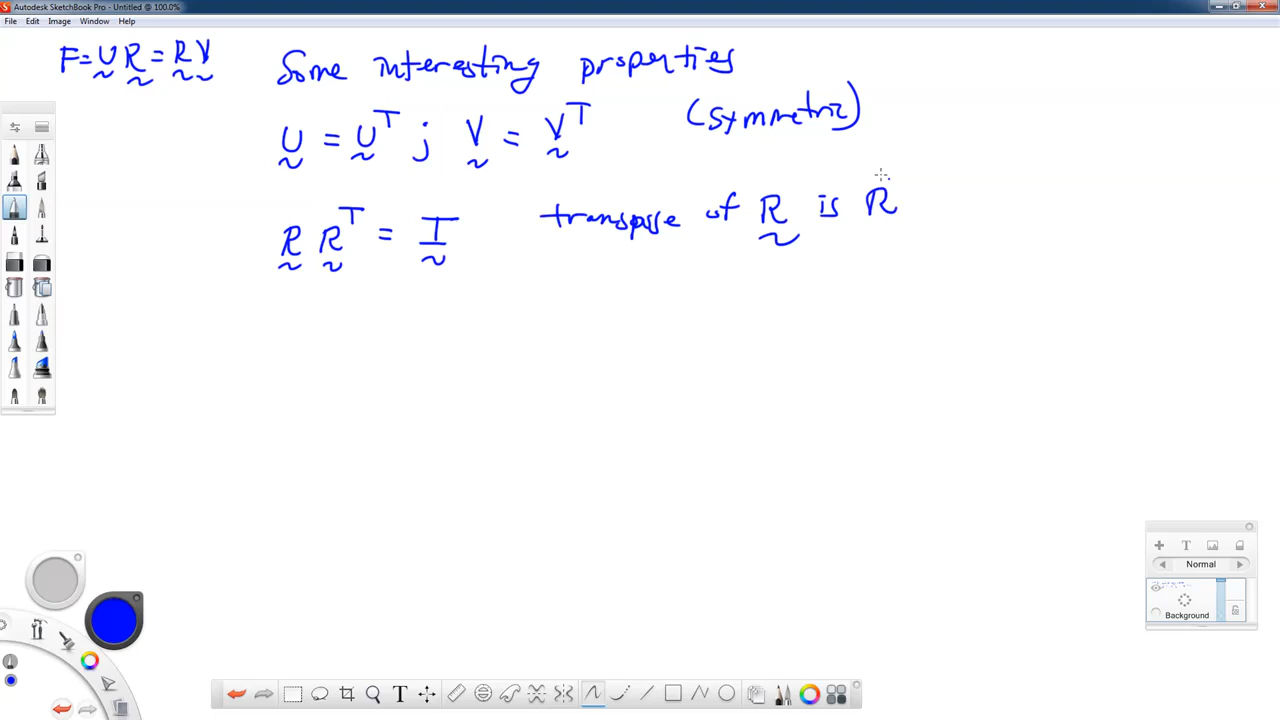 Autodesk SketchBook Pro - Untitled @ 100.0%
File Edit Image Window Help
F = U R = R V
Some interesting properties
U = U^T ; V = V^T (symmetric)
R R^T = I transpose of R is R
Normal
Background